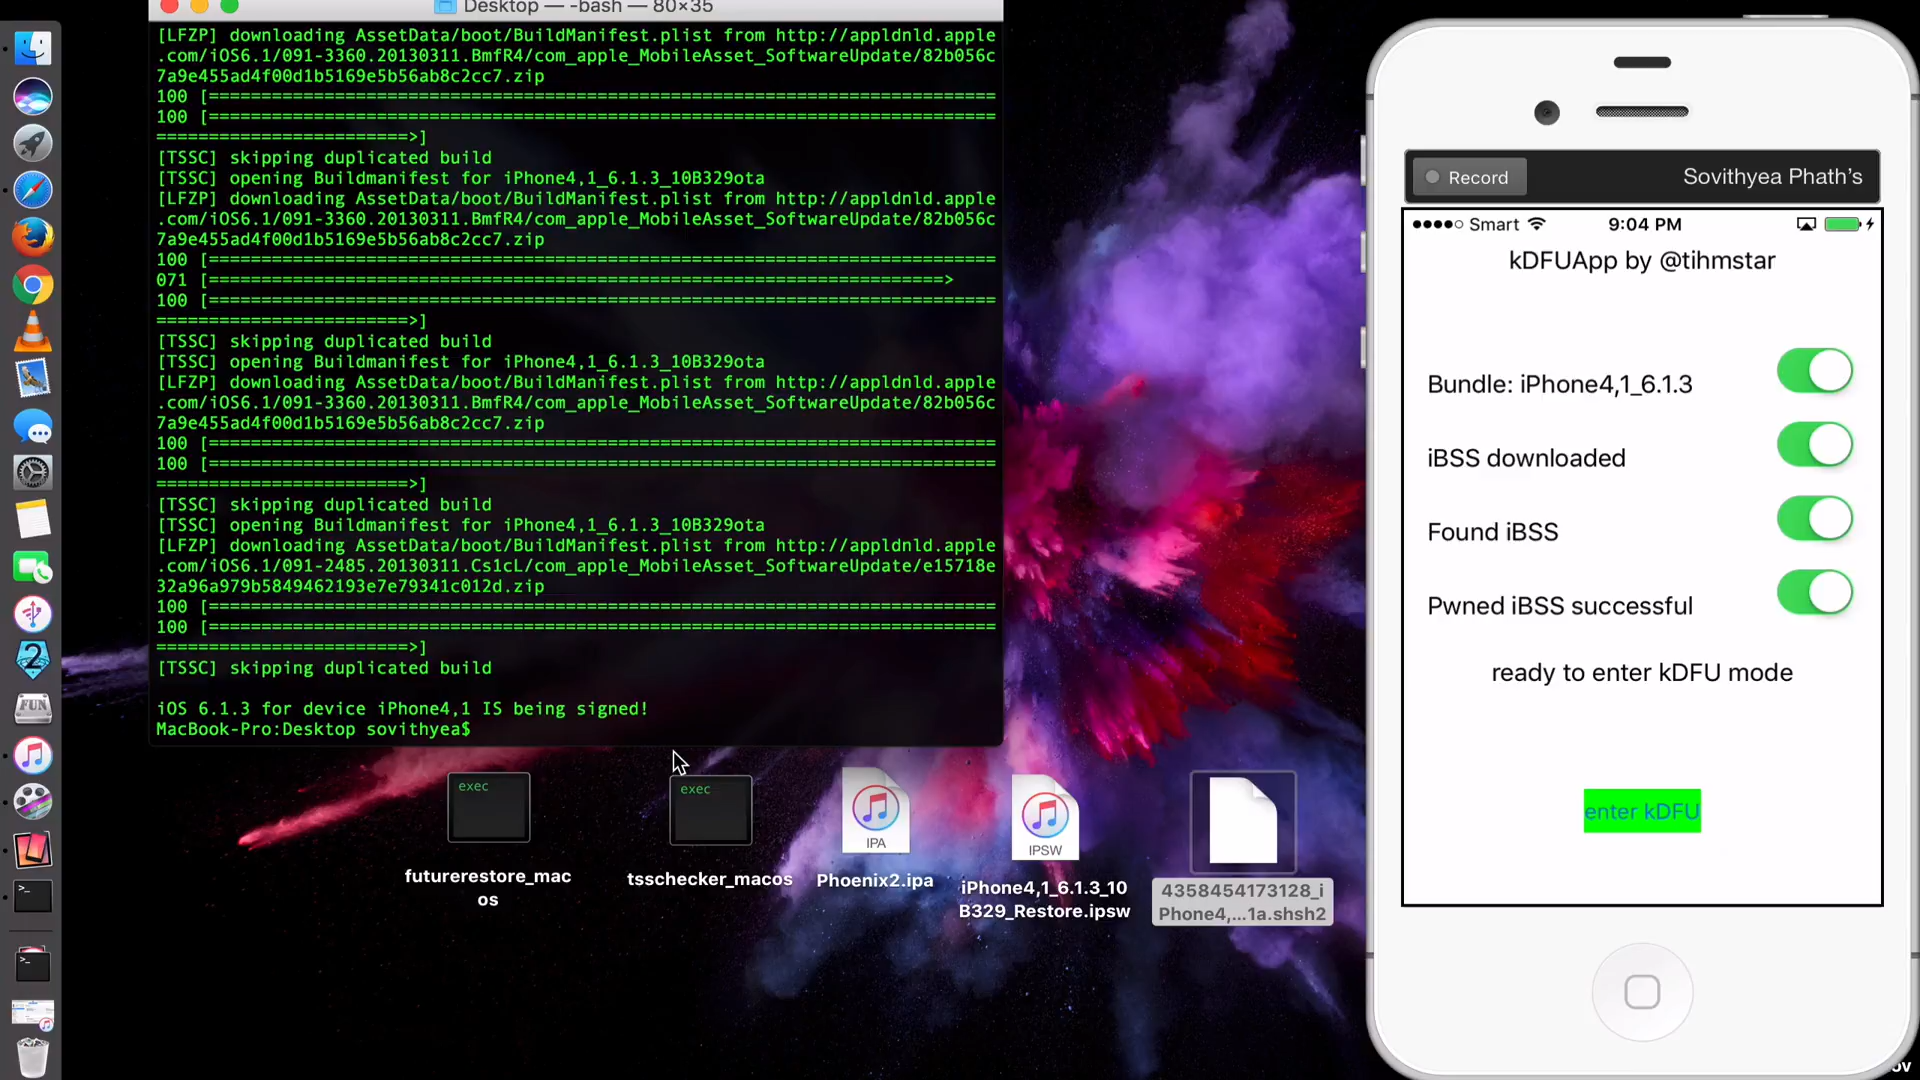 Desktop — -bash — 80×35
[LFZP] downloading AssetData/boot/BuildManifest.plist from http://appldnld.apple
.com/iOS6.1/091-3360.20130311.BmfR4/com_apple_MobileAsset_SoftwareUpdate/82b056c
7a9e455ad4f00d1b5169e5b56ab8c2cc7.zip
100 [===========================================================================
100 [===========================================================================
========================>]
[TSSC] skipping duplicated build
[TSSC] opening Buildmanifest for iPhone4,1_6.1.3_10B329ota
[LFZP] downloading AssetData/boot/BuildManifest.plist from http://appldnld.apple
.com/iOS6.1/091-3360.20130311.BmfR4/com_apple_MobileAsset_SoftwareUpdate/82b056c
7a9e455ad4f00d1b5169e5b56ab8c2cc7.zip
100 [===========================================================================
071 [======================================================================>
100 [===========================================================================
========================>]
[TSSC] skipping duplicated build
[TSSC] opening Buildmanifest for iPhone4,1_6.1.3_10B329ota
[LFZP] downloading AssetData/boot/BuildManifest.plist from http://appldnld.apple
.com/iOS6.1/091-3360.20130311.BmfR4/com_apple_MobileAsset_SoftwareUpdate/82b056c
7a9e455ad4f00d1b5169e5b56ab8c2cc7.zip
100 [===========================================================================
100 [===========================================================================
========================>]
[TSSC] skipping duplicated build
[TSSC] opening Buildmanifest for iPhone4,1_6.1.3_10B329ota
[LFZP] downloading AssetData/boot/BuildManifest.plist from http://appldnld.apple
.com/iOS6.1/091-2485.20130311.Cs1cL/com_apple_MobileAsset_SoftwareUpdate/e15718e
32a96a979b5849462193e7e79341c012d.zip
100 [===========================================================================
100 [===========================================================================
========================>]
[TSSC] skipping duplicated build
iOS 6.1.3 for device iPhone4,1 IS being signed!
MacBook-Pro:Desktop sovithyea$
exec
futurerestore_mac
os
exec
tsschecker_macos
IPA
Phoenix2.ipa
IPSW
iPhone4,1_6.1.3_10
B329_Restore.ipsw
4358454173128_i
Phone4,...1a.shsh2
2
FUN
Record
Sovithyea Phath's
Smart
9:04 PM
kDFUApp by @tihmstar
Bundle: iPhone4,1_6.1.3
iBSS downloaded
Found iBSS
Pwned iBSS successful
ready to enter kDFU mode
enter kDFU